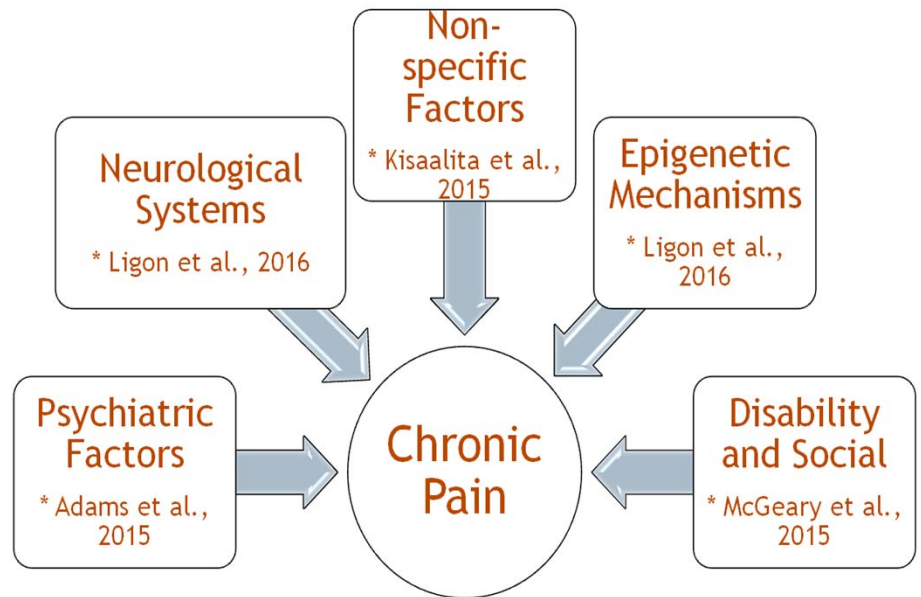 Non-
specific
Factors
* Kisaalita et al.,
2015
Neurological
Systems
* Ligon et al., 2016
Epigenetic
Mechanisms
* Ligon et al.,
2016
Psychiatric
Factors
* Adams et al.,
2015
Chronic
Pain
Disability
and Social
* McGeary et al.,
2015